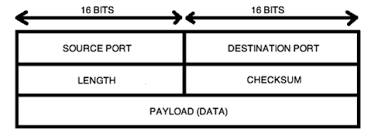 16 BITS 16 BITS
SOURCE PORT DESTINATION PORT
LENGTH CHECKSUM
PAYLOAD (DATA)